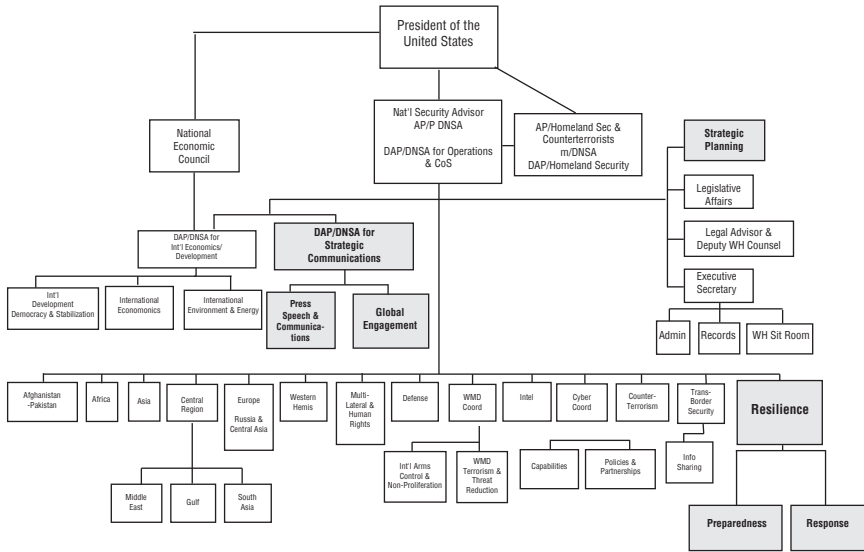 President of the
United States
National
Economic
Council
Nat'l Security Advisor
AP/P DNSA
DAP/DNSA for Operations
& CoS
AP/Homeland Sec &
Counterterrorists
m/DNSA
DAP/Homeland Security
Strategic
Planning
Legislative
Affairs
Legal Advisor &
Deputy WH Counsel
Executive
Secretary
Admin
Records
WH Sit Room
DAP/DNSA for
Int'l Economics/
Development
DAP/DNSA for
Strategic
Communications
Int'l
Development
Democracy & Stabilization
International
Economonics
International
Environment & Energy
Press
Speech &
Communica-
tions
Global
Engagement
Afghanistan
-Pakistan
Africa
Asia
Central
Region
Europe
Russia &
Central Asia
Western
Hemis
Multi-
Lateral &
Human
Rights
Defense
WMD
Coord
Intel
Cyber
Coord
Counter-
Terrorism
Trans-
Border
Security
Resilience
Middle
East
Gulf
South
Asia
Int'l Arms
Control &
Non-Proliferation
WMD
Terrorism &
Threat
Reduction
Capabilities
Policies &
Partnerships
Info
Sharing
Preparedness
Response